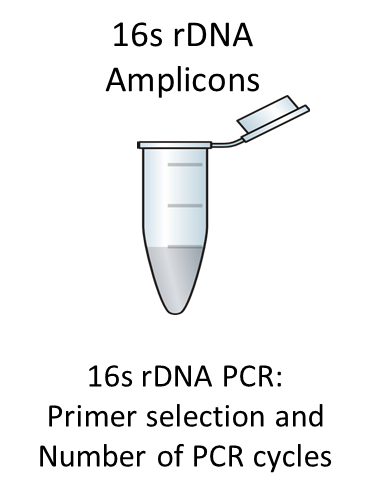 16s rDNA
Amplicons
16s rDNA PCR:
Primer selection and
Number of PCR cycles